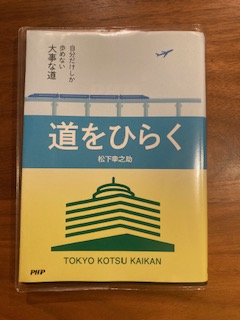 自分だけしか
歩めない
大事な道
道をひらく
松下幸之助
TOKYO KOTSU KAIKAN
PHP